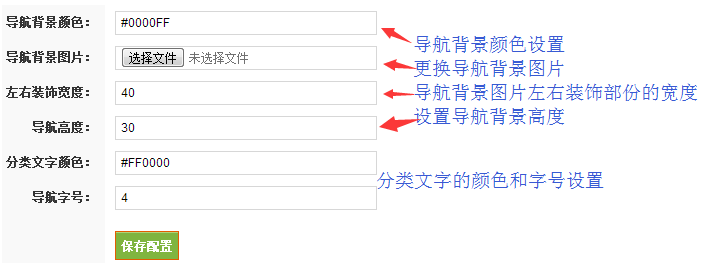 导航背景颜色： #0000FF
导航背景颜色设置
导航背景图片： 选择文件 未选择文件
更换导航背景图片
左右装饰宽度： 40
导航背景图片左右装饰部份的宽度
导航高度： 30
设置导航背景高度
分类文字颜色： #FF0000
分类文字的颜色和字号设置
导航字号： 4
保存配置